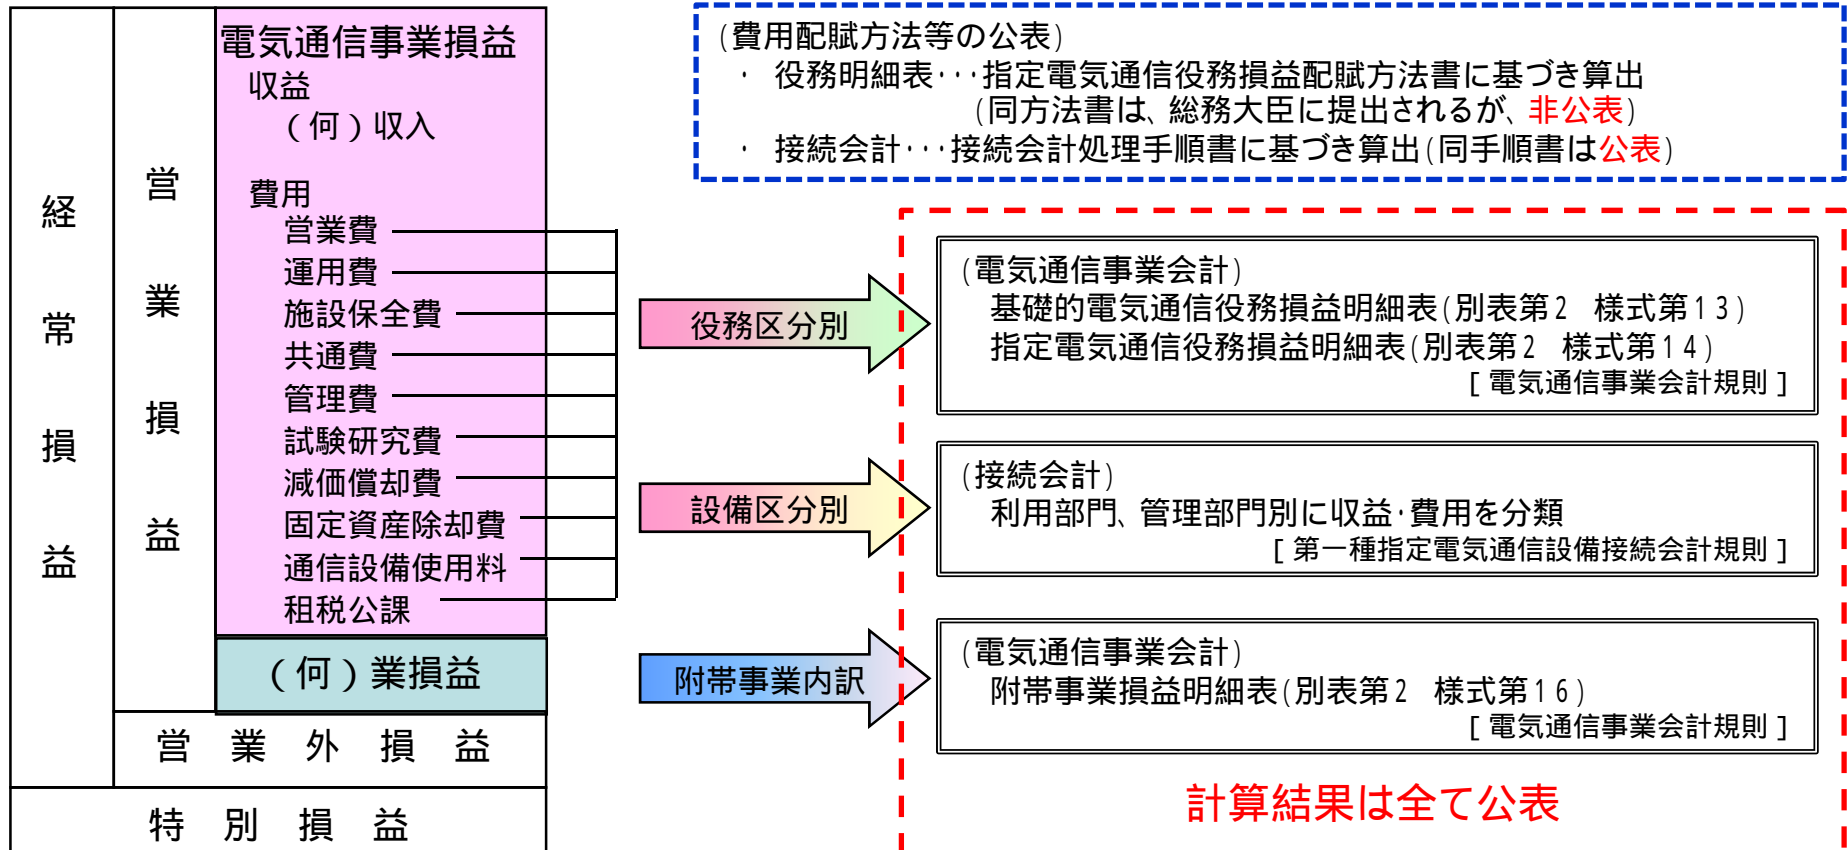 経常損益
営業損益
電気通信事業損益
収益
（何）収入
費用
営業費
運用費
施設保全費
共通費
管理費
試験研究費
減価償却費
固定資産除却費
通信設備使用料
租税公課
（何）業損益
営業外損益
特別損益
(費用配賦方法等の公表)
・ 役務明細表･･･指定電気通信役務損益配賦方法書に基づき算出
(同方法書は、総務大臣に提出されるが、非公表)
・ 接続会計･･･接続会計処理手順書に基づき算出(同手順書は公表)
役務区分別
(電気通信事業会計)
基礎的電気通信役務損益明細表(別表第２ 様式第１３)
指定電気通信役務損益明細表(別表第２ 様式第１４)
[ 電気通信事業会計規則 ]
設備区分別
(接続会計)
利用部門、管理部門別に収益･費用を分類
[ 第一種指定電気通信設備接続会計規則 ]
附帯事業内訳
(電気通信事業会計)
附帯事業損益明細表(別表第２ 様式第１６)
[ 電気通信事業会計規則 ]
計算結果は全て公表